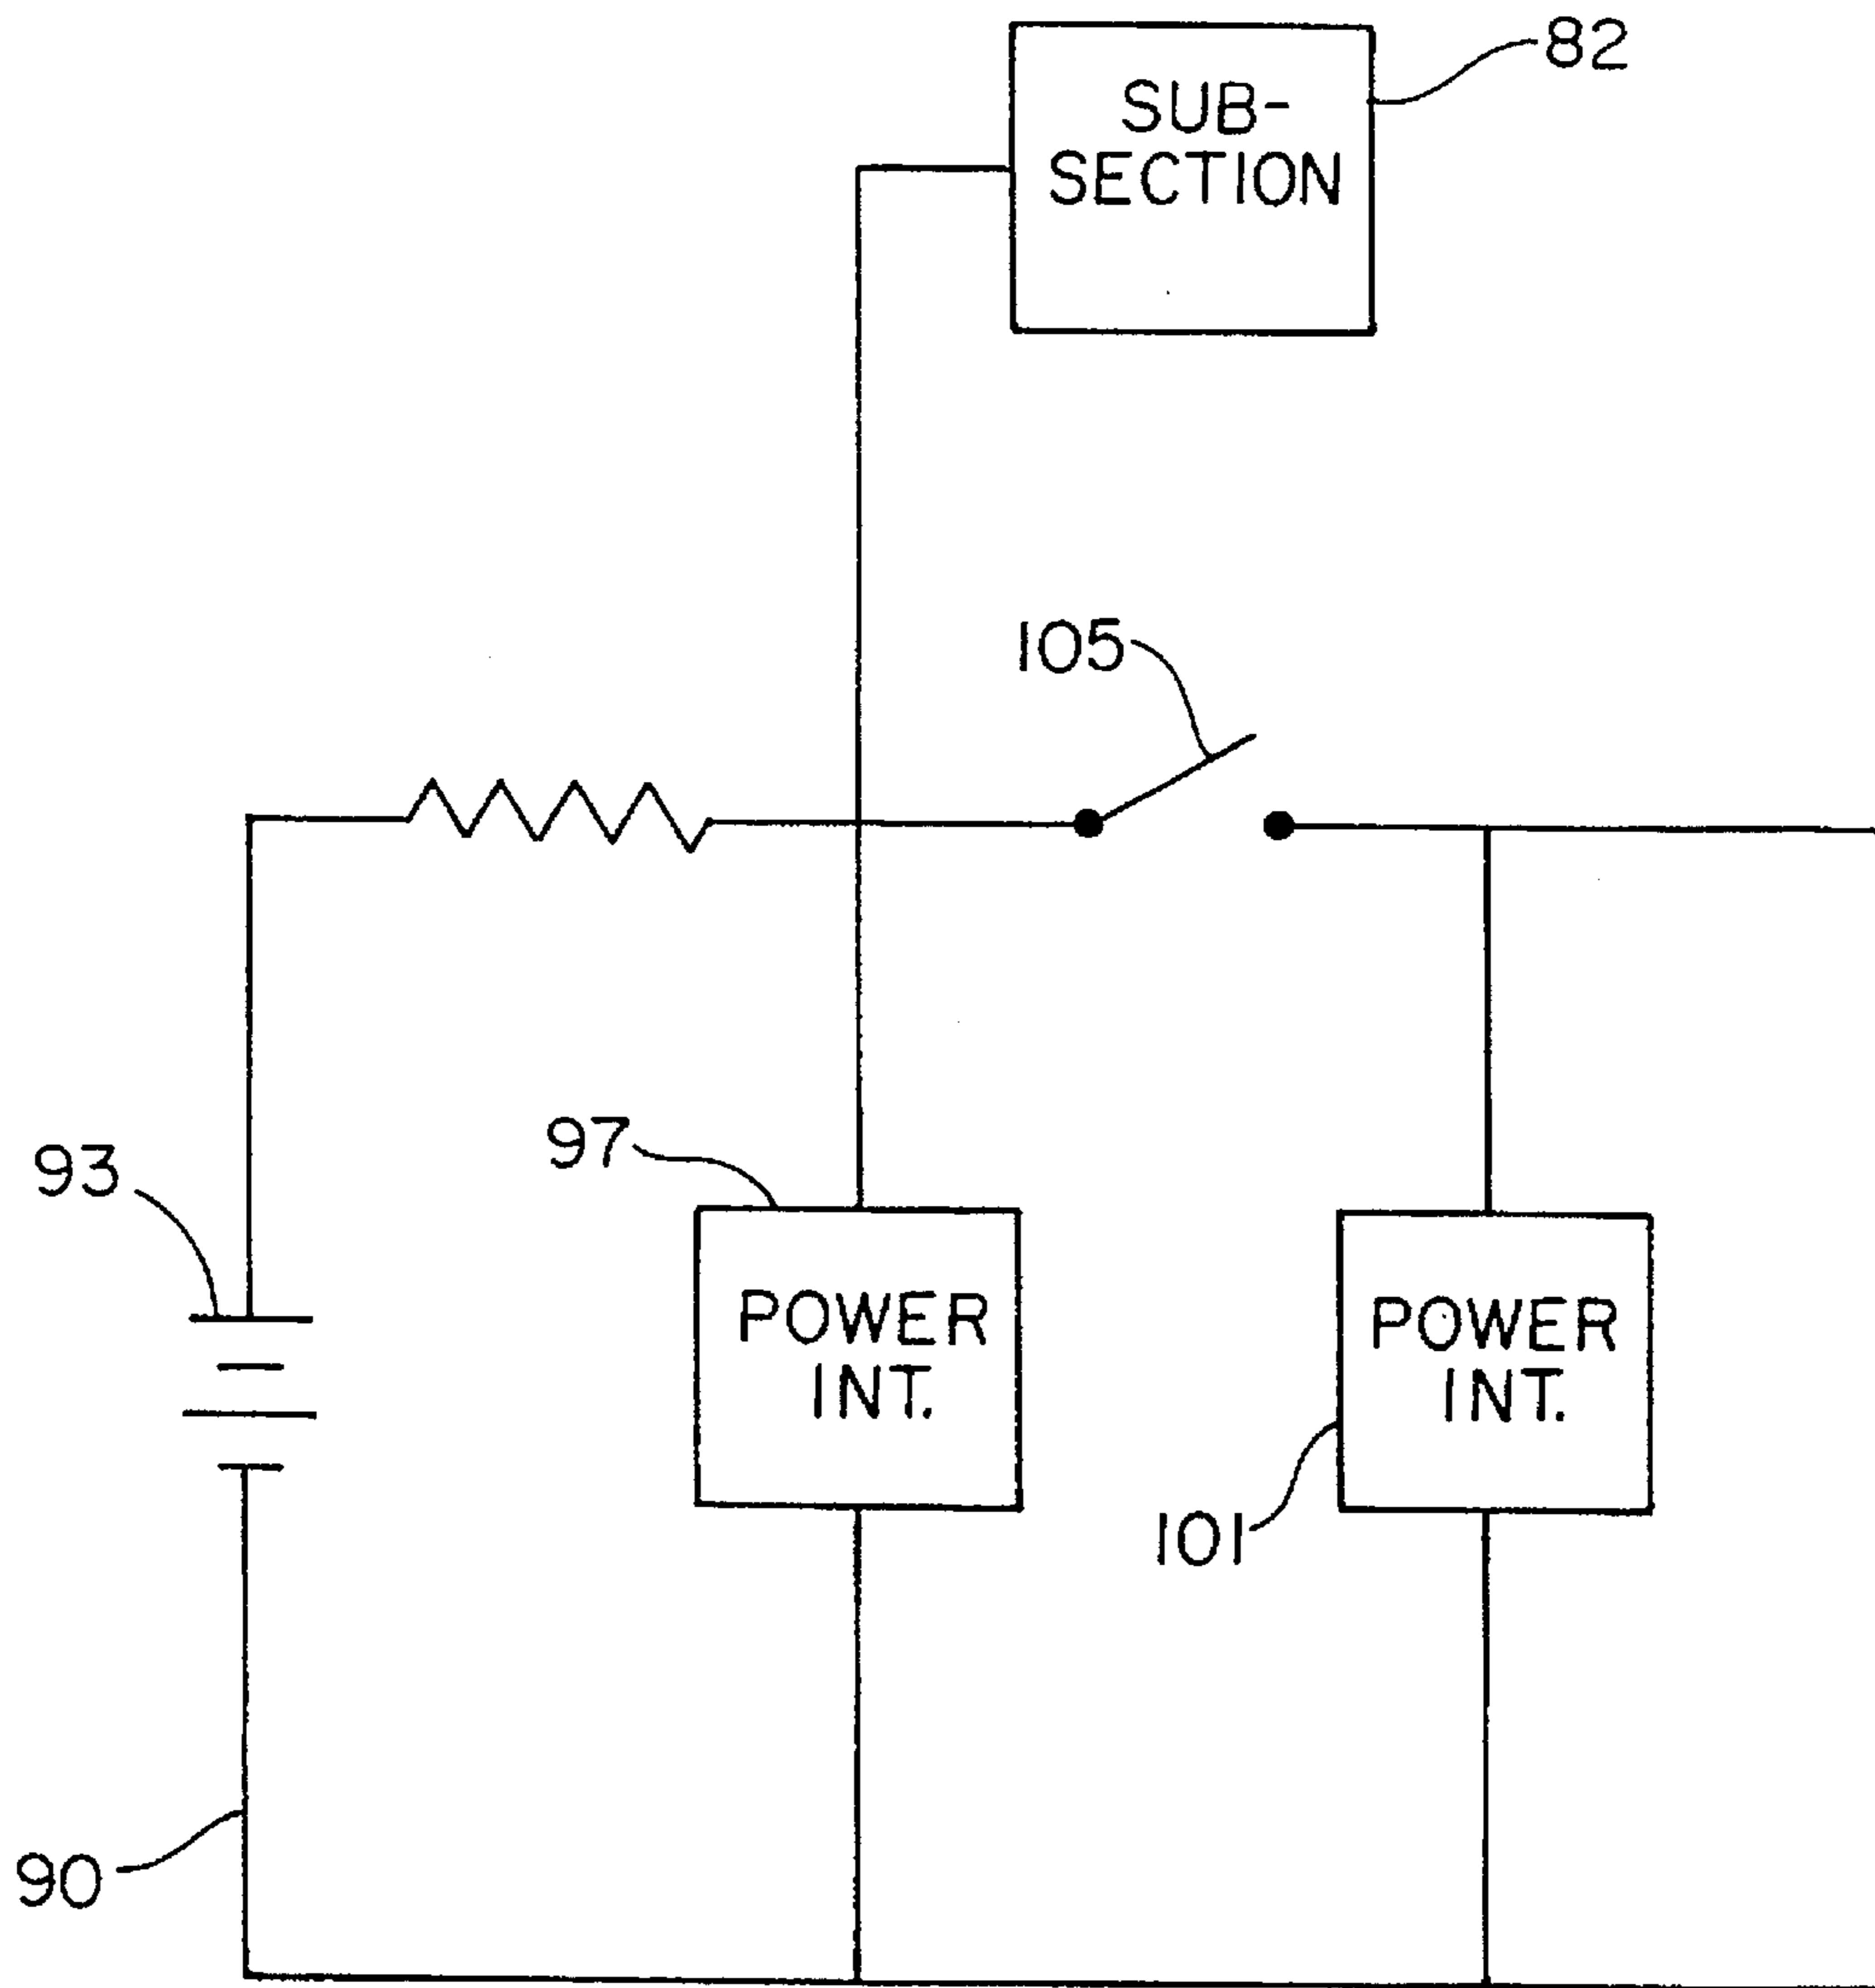 82
SUB-
SECTION
105
97
93
POWER
INT.
POWER
INT.
101
90